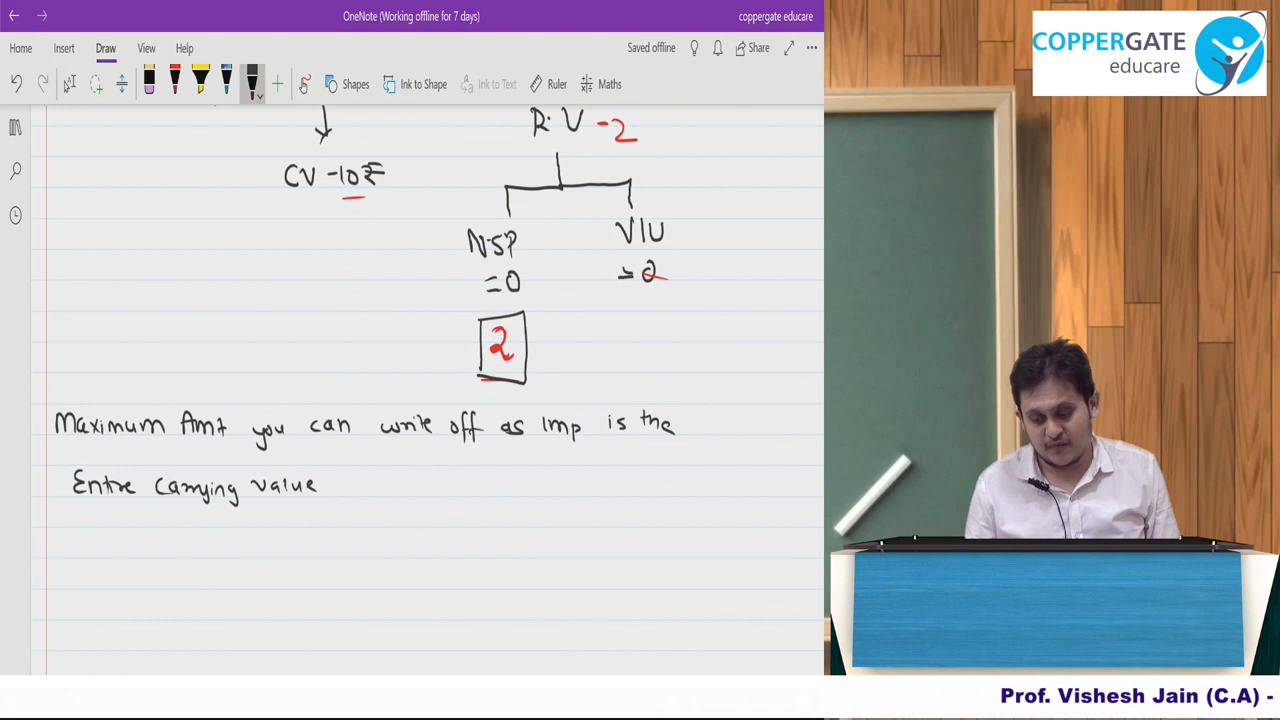 OneNote (Working offline for 7 days)
coppergate educare
Home Insert Draw View Help
Saved offline Share
Shapes Ink to Shape Ink to Text Ruler Maths
COPPERGATE
educare
R.V -2
CV -10₹
N.SP
VIU
=0
2
Maximum Amt you can write off as Imp is the
Entire carrying value
Prof. Vishesh Jain (C.A) -